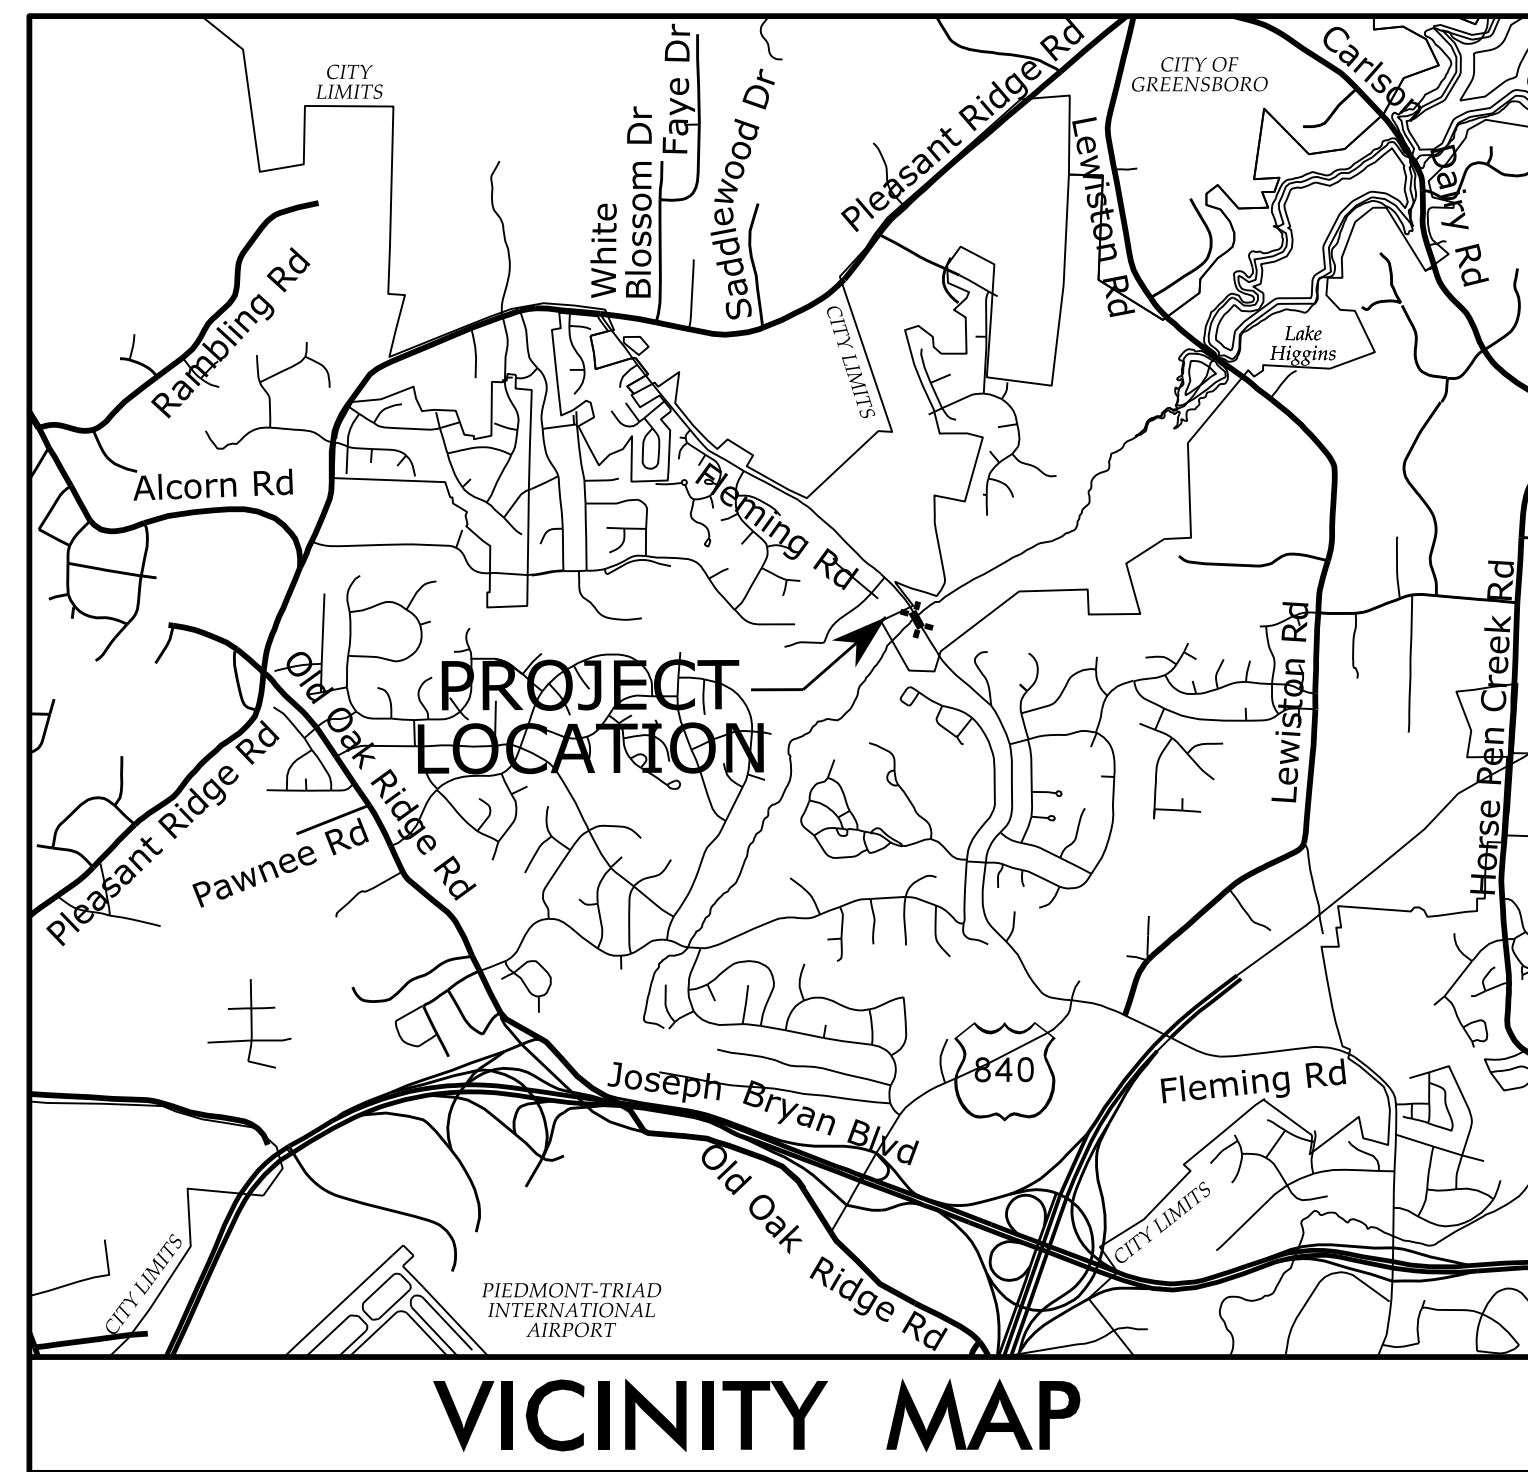 CITY
LIMITS
White
Blossom Dr
Faye Dr
Saddlewood Dr
Pleasant Ridge Rd
CITY OF
GREENSBORO
Carlson
Dairy Rd
Lewiston Rd
Rambling Rd
CITY LIMITS
Lake
Higgins
Alcorn Rd
Fleming Rd
PROJECT
LOCATION
Old Oak Ridge Rd
Lewiston Rd
Horse Pen Creek Rd
Pleasant Ridge Rd
Pawnee Rd
Joseph Bryan Blvd
840
Fleming Rd
Old Oak Ridge Rd
CITY LIMITS
CITY LIMITS
PIEDMONT-TRIAD
INTERNATIONAL
AIRPORT
VICINITY MAP